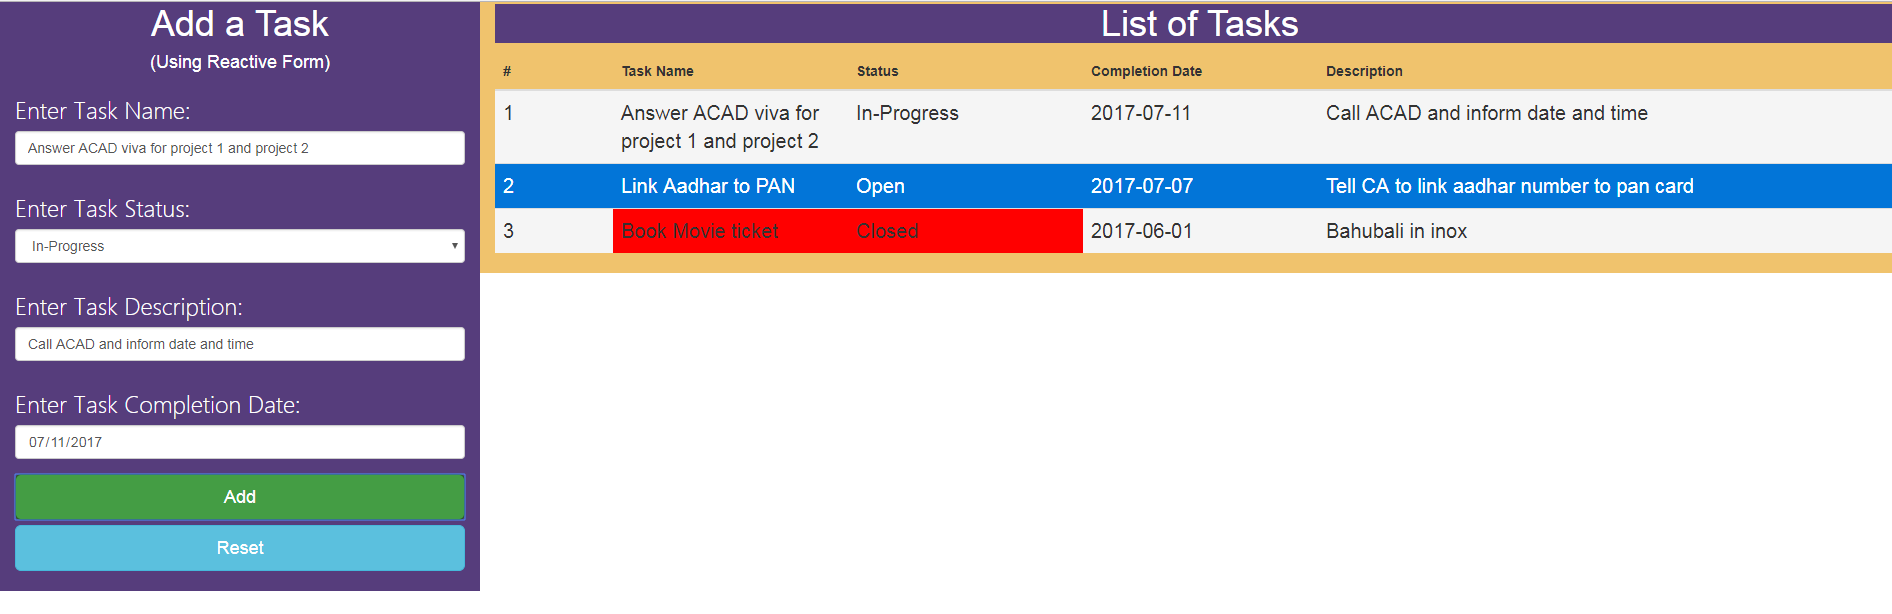 Add a Task
(Using Reactive Form)
Enter Task Name:
Answer ACAD viva for project 1 and project 2
Enter Task Status:
In-Progress
Enter Task Description:
Call ACAD and inform date and time
Enter Task Completion Date:
07/11/2017
Add
Reset
List of Tasks
# Task Name Status Completion Date Description
1 Answer ACAD viva for In-Progress 2017-07-11 Call ACAD and inform date and time
project 1 and project 2
2 Link Aadhar to PAN Open 2017-07-07 Tell CA to link aadhar number to pan card
3 Book Movie ticket Closed 2017-06-01 Bahubali in inox